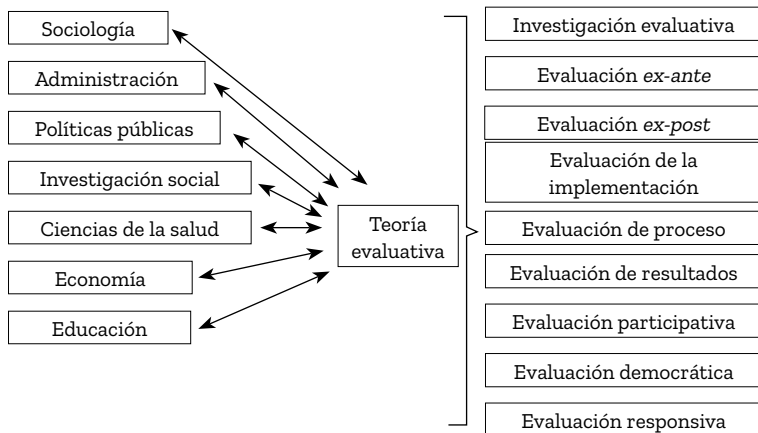 Sociología
Administración
Políticas públicas
Investigación social
Ciencias de la salud
Economía
Educación
Teoría
evaluativa
Investigación evaluativa
Evaluación ex-ante
Evaluación ex-post
Evaluación de la
implementación
Evaluación de proceso
Evaluación de resultados
Evaluación participativa
Evaluación democrática
Evaluación responsiva